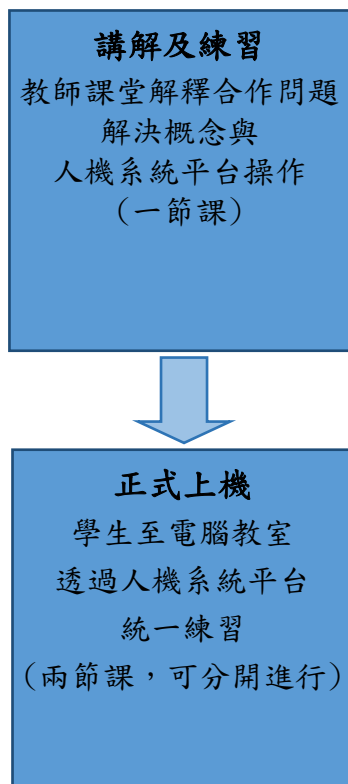 講解及練習
教師課堂解釋合作問題
解決概念與
人機系統平台操作
（一節課）
正式上機
學生至電腦教室
透過人機系統平台
統一練習
（兩節課，可分開進行）